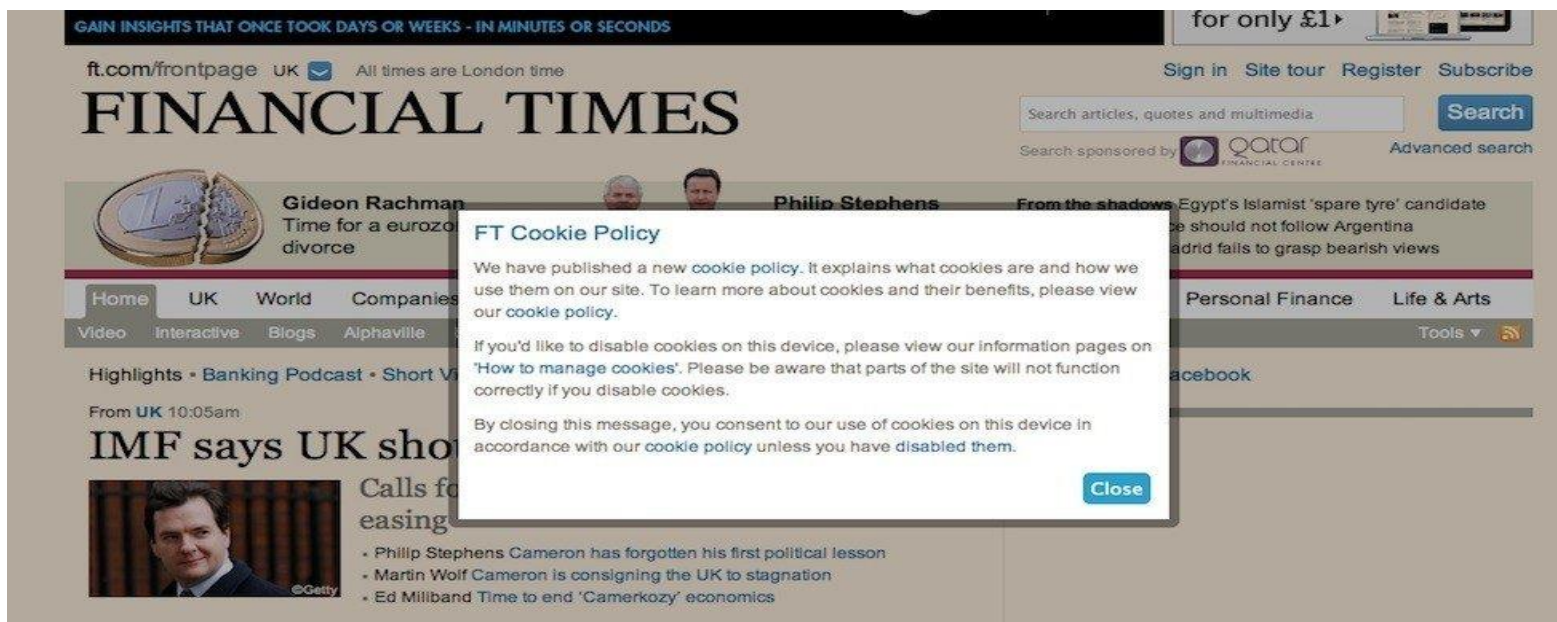 GAIN INSIGHTS THAT ONCE TOOK DAYS OR WEEKS - IN MINUTES OR SECONDS
for only £1
ft.com/frontpage UK All times are London time
Sign in Site tour Register Subscribe
FINANCIAL TIMES
Search articles, quotes and multimedia
Search
Search sponsored by Qatar FINANCIAL CENTRE
Advanced search
Gideon Rachman
Time for a eurozo
divorce
Philip Stephens
From the shadows Egypt's Islamist 'spare tyre' candidate
should not follow Argentina
fails to grasp bearish views
FT Cookie Policy
We have published a new cookie policy. It explains what cookies are and how we
use them on our site. To learn more about cookies and their benefits, please view
our cookie policy.
If you'd like to disable cookies on this device, please view our information pages on
'How to manage cookies'. Please be aware that parts of the site will not function
correctly if you disable cookies.
By closing this message, you consent to our use of cookies on this device in
accordance with our cookie policy unless you have disabled them.
Close
Home UK World Companies
Personal Finance Life & Arts
Video Interactive Blogs Alphaville
Tools
Highlights • Banking Podcast • Short Vi
acebook
From UK 10:05am
IMF says UK sho
Calls fo
easing
©Getty
• Philip Stephens Cameron has forgotten his first political lesson
• Martin Wolf Cameron is consigning the UK to stagnation
• Ed Miliband Time to end 'Camerkozy' economics